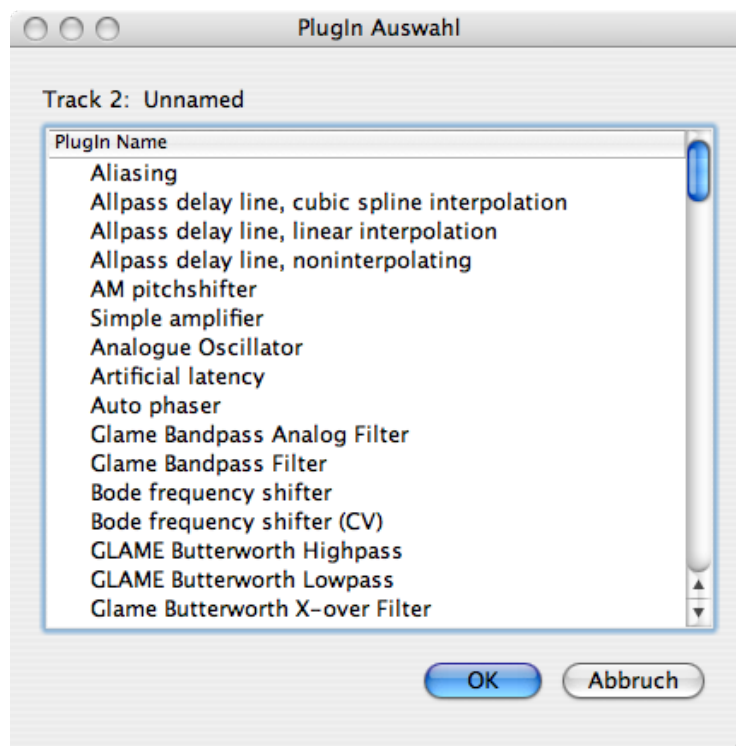 PlugIn Auswahl
Track 2: Unnamed
PlugIn Name
Aliasing
Allpass delay line, cubic spline interpolation
Allpass delay line, linear interpolation
Allpass delay line, noninterpolating
AM pitchshifter
Simple amplifier
Analogue Oscillator
Artificial latency
Auto phaser
Glame Bandpass Analog Filter
Glame Bandpass Filter
Bode frequency shifter
Bode frequency shifter (CV)
GLAME Butterworth Highpass
GLAME Butterworth Lowpass
Glame Butterworth X-over Filter
OK Abbruch